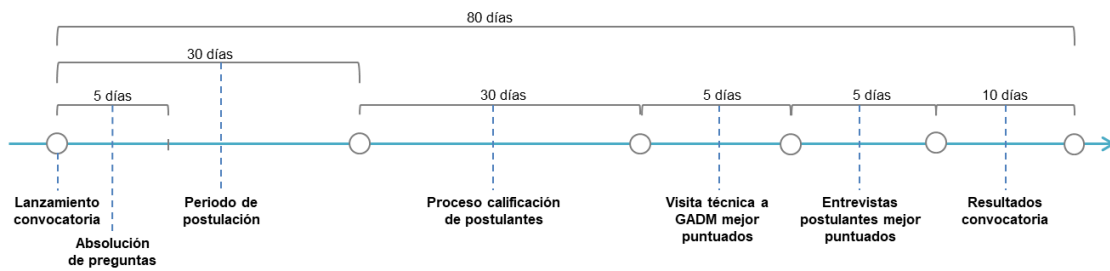 80 días
30 días
5 días
30 días
5 días
5 días
10 días
Lanzamiento
convocatoria
Absolución
de preguntas
Periodo de
postulación
Proceso calificación
de postulantes
Visita técnica a
GADM mejor
puntuados
Entrevistas
postulantes mejor
puntuados
Resultados
convocatoria